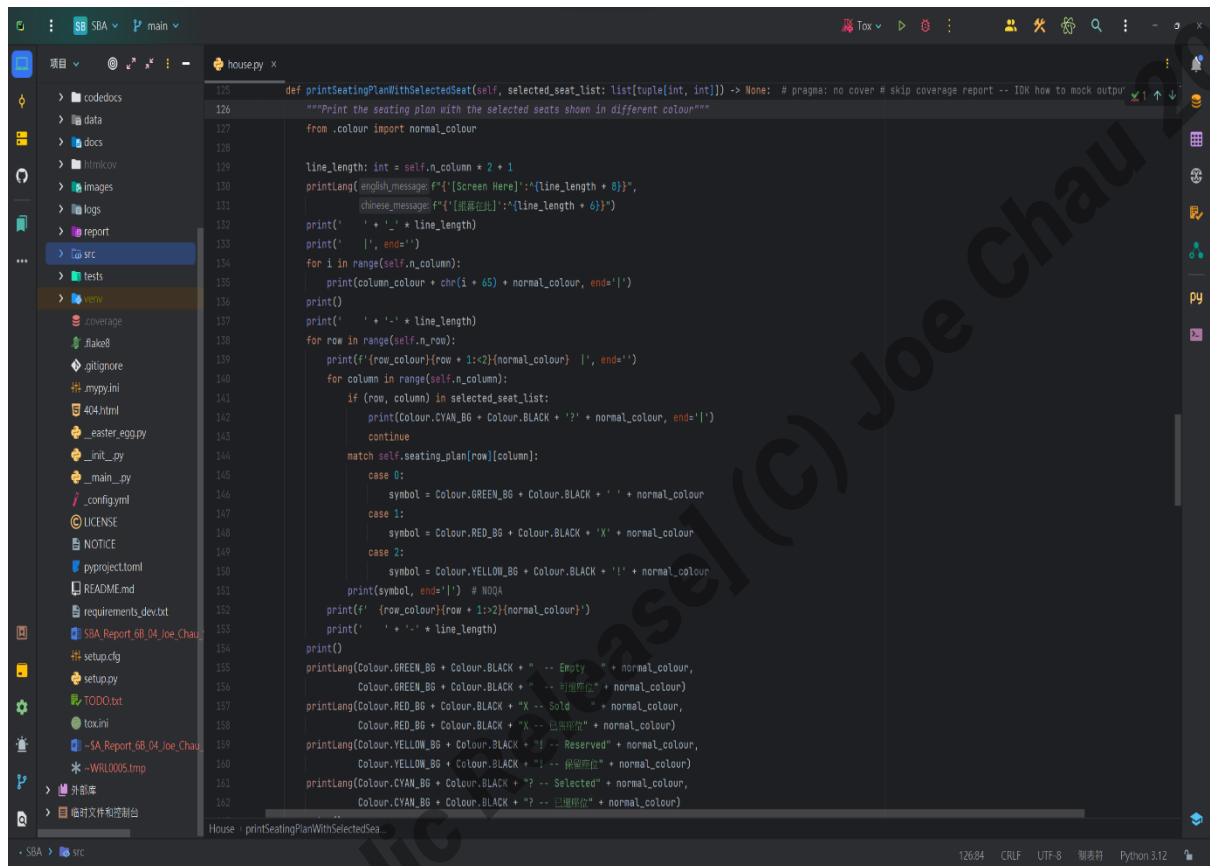 SB SBA main Tox
项目
house.py
codedocs
data
docs
htmlcov
images
logs
report
src
tests
venv
.coverage
.flake8
.gitignore
.mypy.ini
404.html
__easter_egg.py
__init__.py
__main__.py
_config.yml
LICENSE
NOTICE
pyproject.toml
README.md
requirements_dev.txt
SBA_Report_6B_04_Joe_Chau_
setup.cfg
setup.py
TODO.txt
tox.ini
~$A_Report_6B_04_Joe_Chau_
~WRL0005.tmp
外部库
临时文件和控制台
125 def printSeatingPlanWithSelectedSeat(self, selected_seat_list: list[tuple[int, int]]) -> None: # pragma: no cover # skip coverage report -- IDK how to mock output
126 """Print the seating plan with the selected seats shown in different colour"""
127 from .colour import normal_colour
128
129 line_length: int = self.n_column * 2 + 1
130 printLang( english_message: f"{'[Screen Here]':^{line_length + 8}}",
131 chinese_message: f"{'[銀幕在此]':^{line_length + 6}}")
132 print('    ' + '_' * line_length)
133 print('    |', end='')
134 for i in range(self.n_column):
135 print(column_colour + chr(i + 65) + normal_colour, end='|')
136 print()
137 print('    ' + '-' * line_length)
138 for row in range(self.n_row):
139 print(f'{row_colour}{row + 1:<2}{normal_colour}  |', end='')
140 for column in range(self.n_column):
141 if (row, column) in selected_seat_list:
142 print(Colour.CYAN_BG + Colour.BLACK + '?' + normal_colour, end='|')
143 continue
144 match self.seating_plan[row][column]:
145 case 0:
146 symbol = Colour.GREEN_BG + Colour.BLACK + ' ' + normal_colour
147 case 1:
148 symbol = Colour.RED_BG + Colour.BLACK + 'X' + normal_colour
149 case 2:
150 symbol = Colour.YELLOW_BG + Colour.BLACK + '!' + normal_colour
151 print(symbol, end='|')  # NOQA
152 print(f'  {row_colour}{row + 1:>2}{normal_colour}')
153 print('    ' + '-' * line_length)
154 print()
155 printLang(Colour.GREEN_BG + Colour.BLACK + "  -- Empty   " + normal_colour,
156 Colour.GREEN_BG + Colour.BLACK + "  -- 可選座位" + normal_colour)
157 printLang(Colour.RED_BG + Colour.BLACK + "X -- Sold    " + normal_colour,
158 Colour.RED_BG + Colour.BLACK + "X -- 已售座位" + normal_colour)
159 printLang(Colour.YELLOW_BG + Colour.BLACK + "! -- Reserved" + normal_colour,
160 Colour.YELLOW_BG + Colour.BLACK + "! -- 保留座位" + normal_colour)
161 printLang(Colour.CYAN_BG + Colour.BLACK + "? -- Selected" + normal_colour,
162 Colour.CYAN_BG + Colour.BLACK + "? -- 已選座位" + normal_colour)
House printSeatingPlanWithSelectedSea...
SBA src
126:84 CRLF UTF-8 制表符 Python 3.12
lic Release] (C) Joe Chau 20